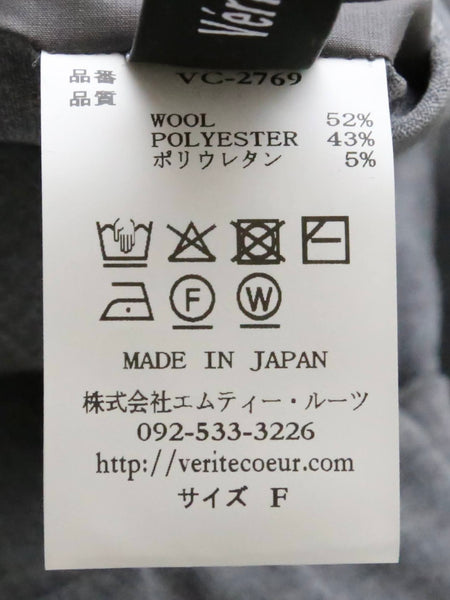 Vérit
品番 VC-2769
品質
WOOL 52%
POLYESTER 43%
ポリウレタン 5%
F W
MADE IN JAPAN
株式会社エムティー・ルーツ
092-533-3226
http://veritecoeur.com
サイズ F